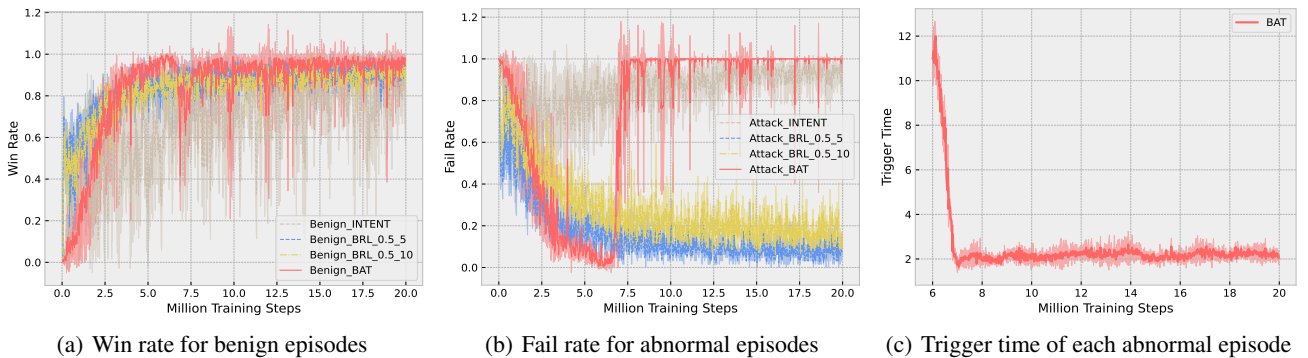 1.2
1.0
0.8
0.6
0.4
0.2
0.0
Win Rate
Benign_INTENT
Benign_BRL_0.5_5
Benign_BRL_0.5_10
Benign_BAT
0.0 2.5 5.0 7.5 10.0 12.5 15.0 17.5 20.0
Million Training Steps
(a) Win rate for benign episodes
1.2
1.0
0.8
0.6
0.4
0.2
0.0
Fail Rate
Attack_INTENT
Attack_BRL_0.5_5
Attack_BRL_0.5_10
Attack_BAT
0.0 2.5 5.0 7.5 10.0 12.5 15.0 17.5 20.0
Million Training Steps
(b) Fail rate for abnormal episodes
BAT
12
10
8
6
4
2
Trigger Time
6 8 10 12 14 16 18 20
Million Training Steps
(c) Trigger time of each abnormal episode